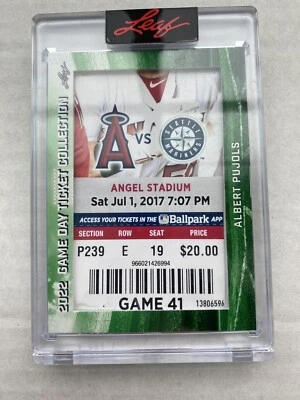 Leaf
Leaf
2022 GAME DAY TICKET COLLECTION
A
VS
SEATTLE
MARINERS
ANGEL STADIUM
Sat Jul 1, 2017 7:07 PM
ACCESS YOUR TICKETS IN THE Ballpark APP
SECTION ROW SEAT PRICE
P239 E 19 $20.00
966021426994
GAME 41
13806596
ALBERT PUJOLS